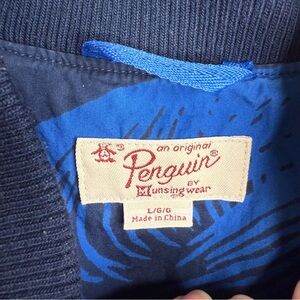 an original
Penguin®
BY
Munsingwear
L/G/G
Made in China